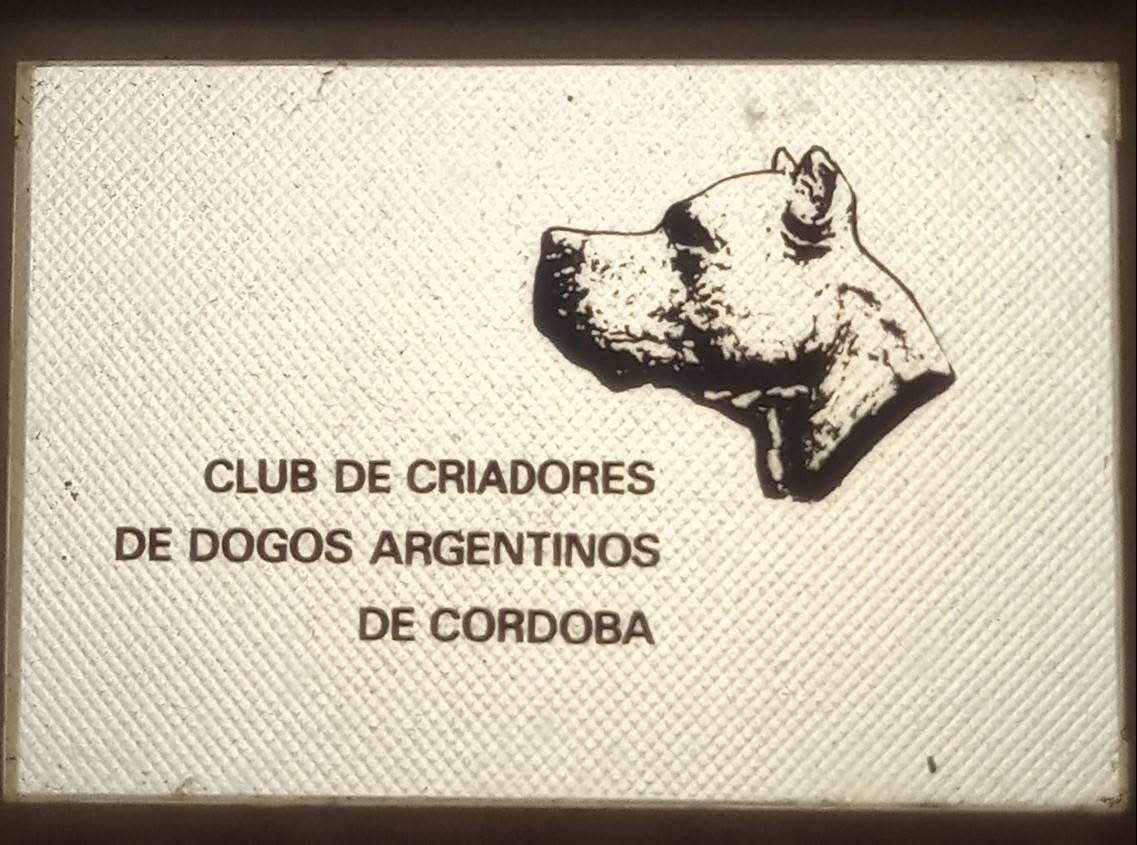 CLUB DE CRIADORES
DE DOGOS ARGENTINOS
DE CORDOBA